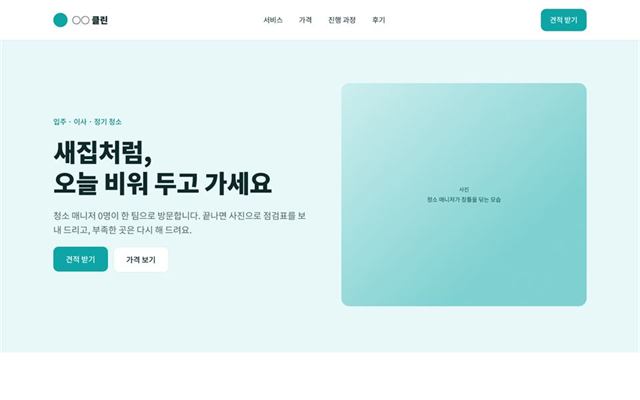 ○○ 클린
서비스 가격 진행 과정 후기
견적 받기
입주 · 이사 · 정기 청소
새집처럼,
오늘 비워 두고 가세요
청소 매니저 0명이 한 팀으로 방문합니다. 끝나면 사진으로 점검표를 보
내 드리고, 부족한 곳은 다시 해 드려요.
견적 받기 가격 보기
사진
청소 매니저가 창틀을 닦는 모습